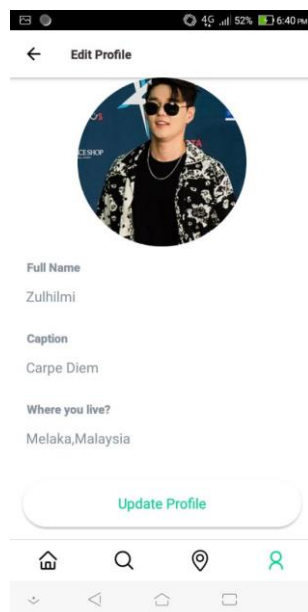 4G 52% 6:40 PM
Edit Profile
Full Name
Zulhilmi
Caption
Carpe Diem
Where you live?
Melaka,Malaysia
Update Profile